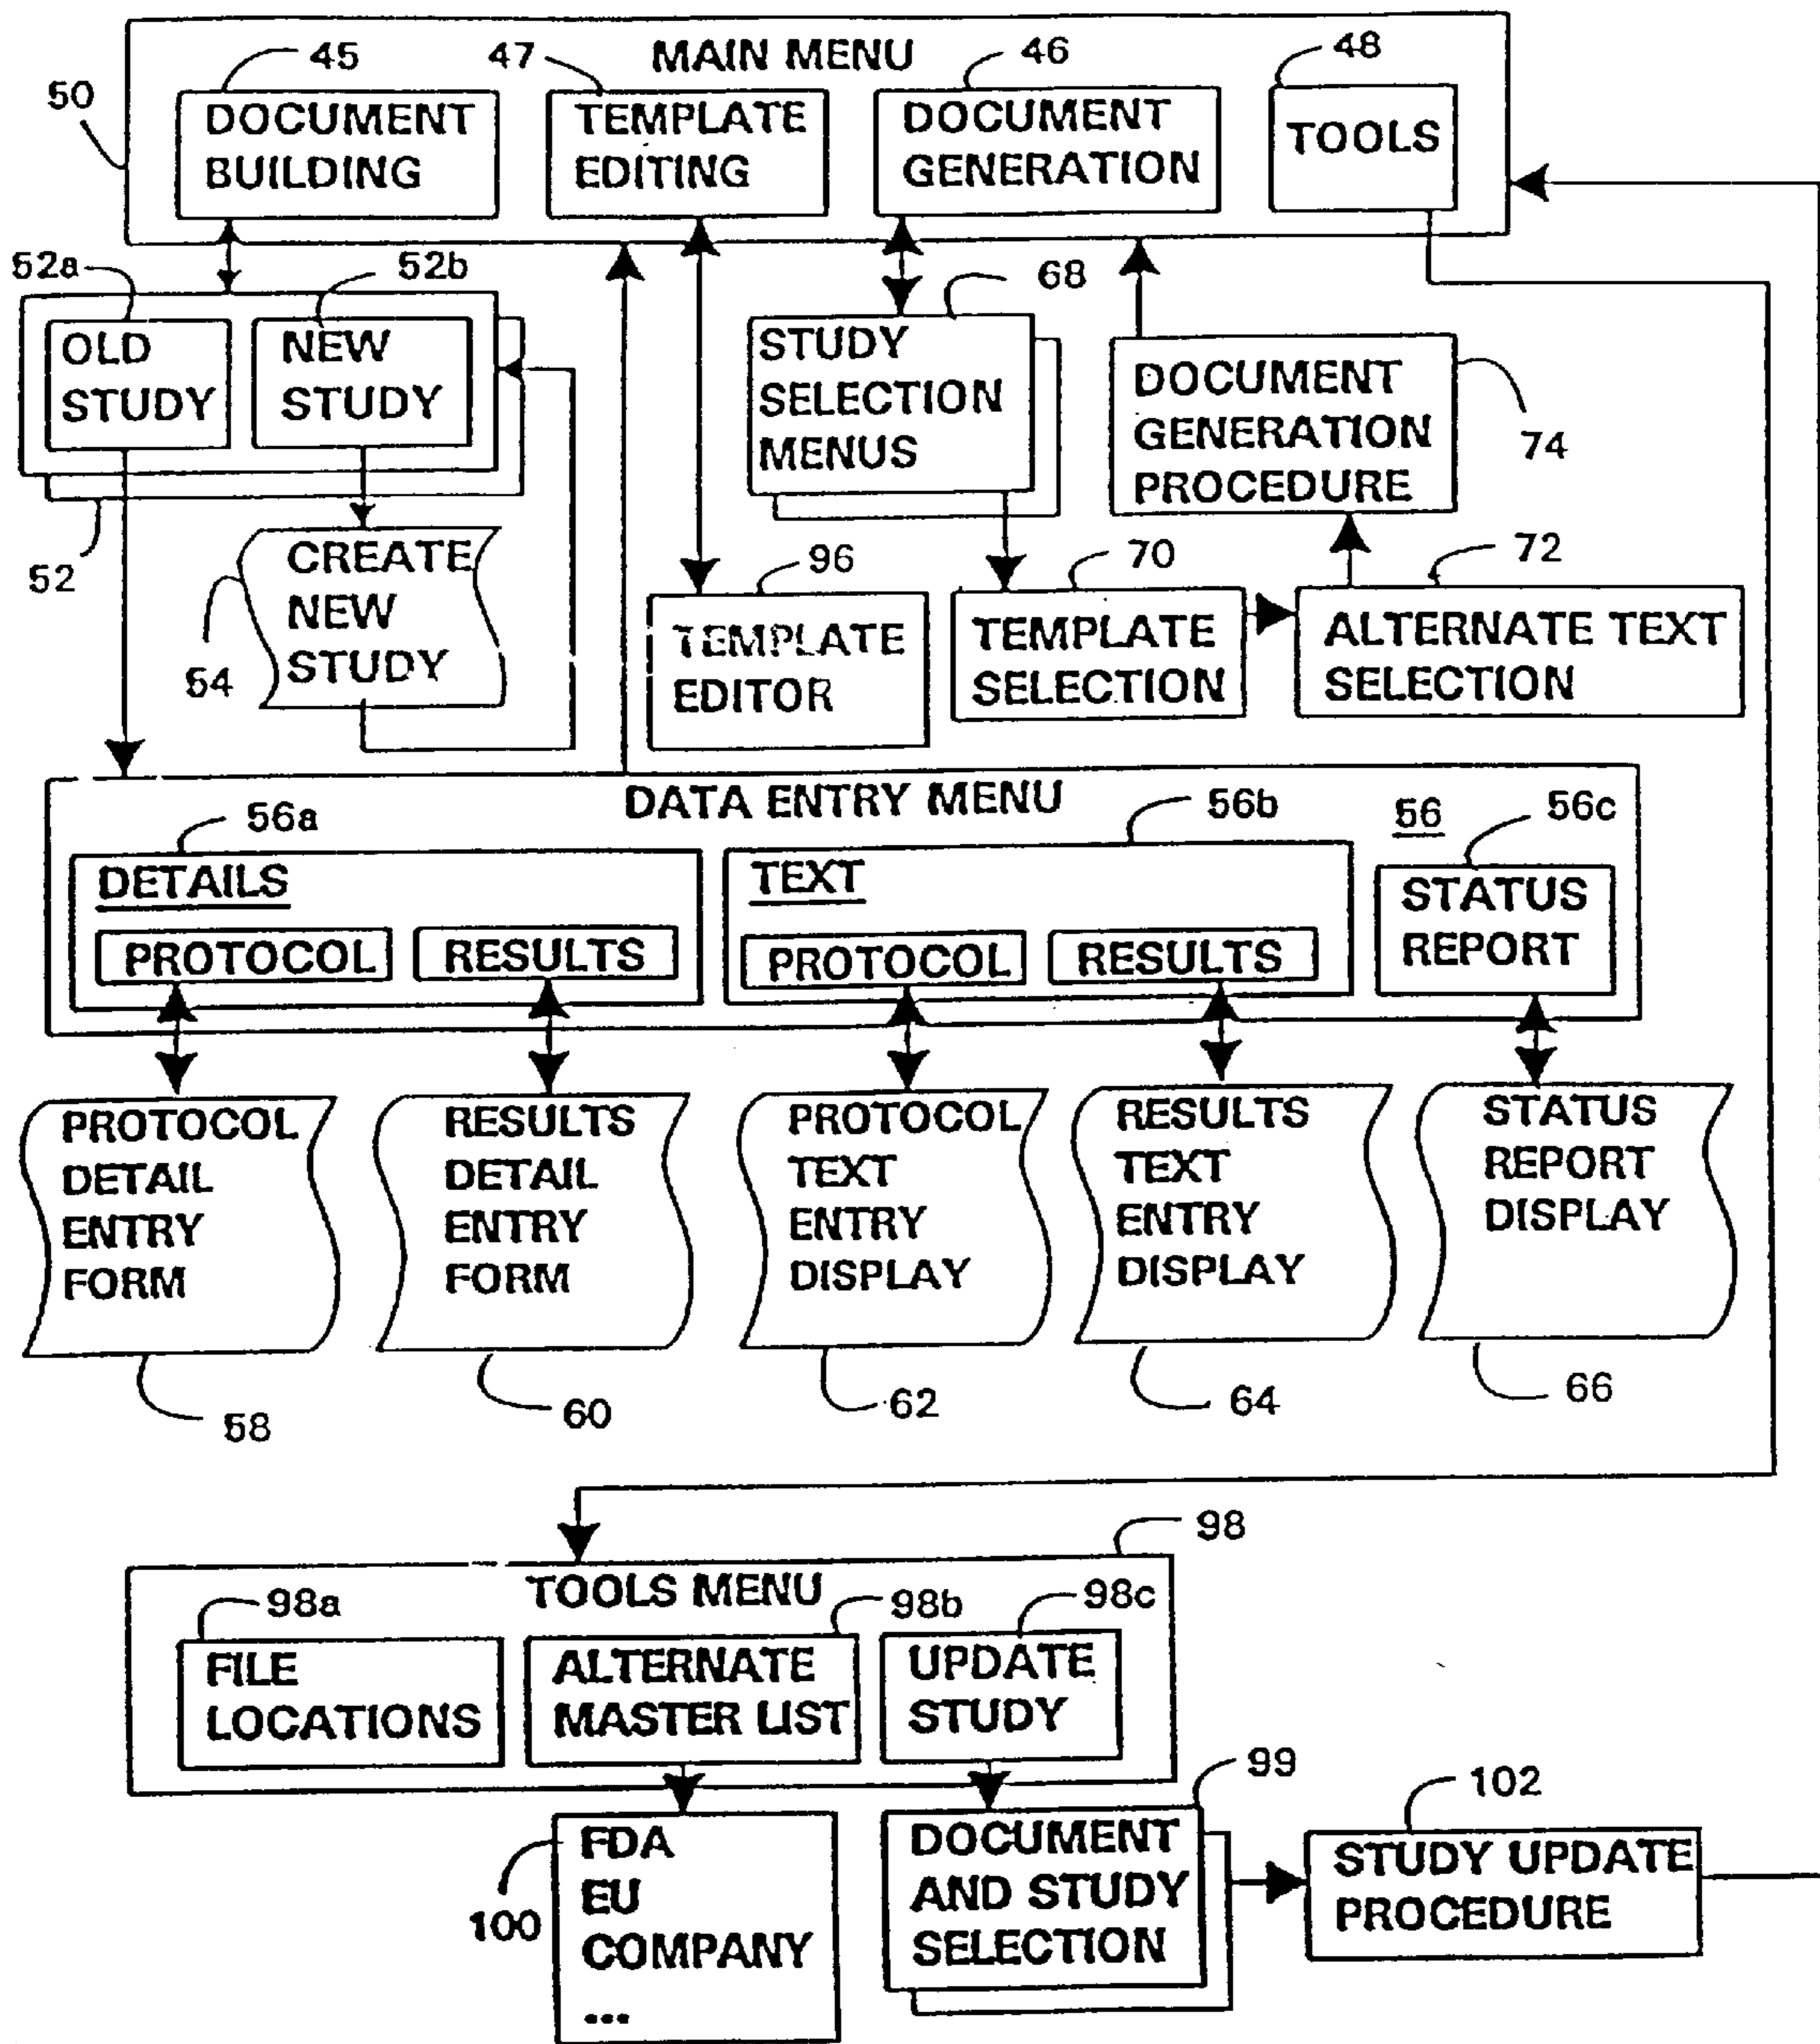 MAIN MENU
45
47
46
48
50
DOCUMENT
BUILDING
TEMPLATE
EDITING
DOCUMENT
GENERATION
TOOLS
52a
52b
68
OLD
STUDY
NEW
STUDY
STUDY
SELECTION
MENUS
DOCUMENT
GENERATION
PROCEDURE
74
52
54
CREATE
NEW
STUDY
96
70
72
TEMPLATE
EDITOR
TEMPLATE
SELECTION
ALTERNATE TEXT
SELECTION
DATA ENTRY MENU
56a
56b
56
56c
DETAILS
PROTOCOL
RESULTS
TEXT
PROTOCOL
RESULTS
STATUS
REPORT
PROTOCOL
DETAIL
ENTRY
FORM
RESULTS
DETAIL
ENTRY
FORM
PROTOCOL
TEXT
ENTRY
DISPLAY
RESULTS
TEXT
ENTRY
DISPLAY
STATUS
REPORT
DISPLAY
58
60
62
64
66
98
TOOLS MENU
98a
98b
98c
FILE
LOCATIONS
ALTERNATE
MASTER LIST
UPDATE
STUDY
99
102
100
FDA
EU
COMPANY
...
DOCUMENT
AND STUDY
SELECTION
STUDY UPDATE
PROCEDURE